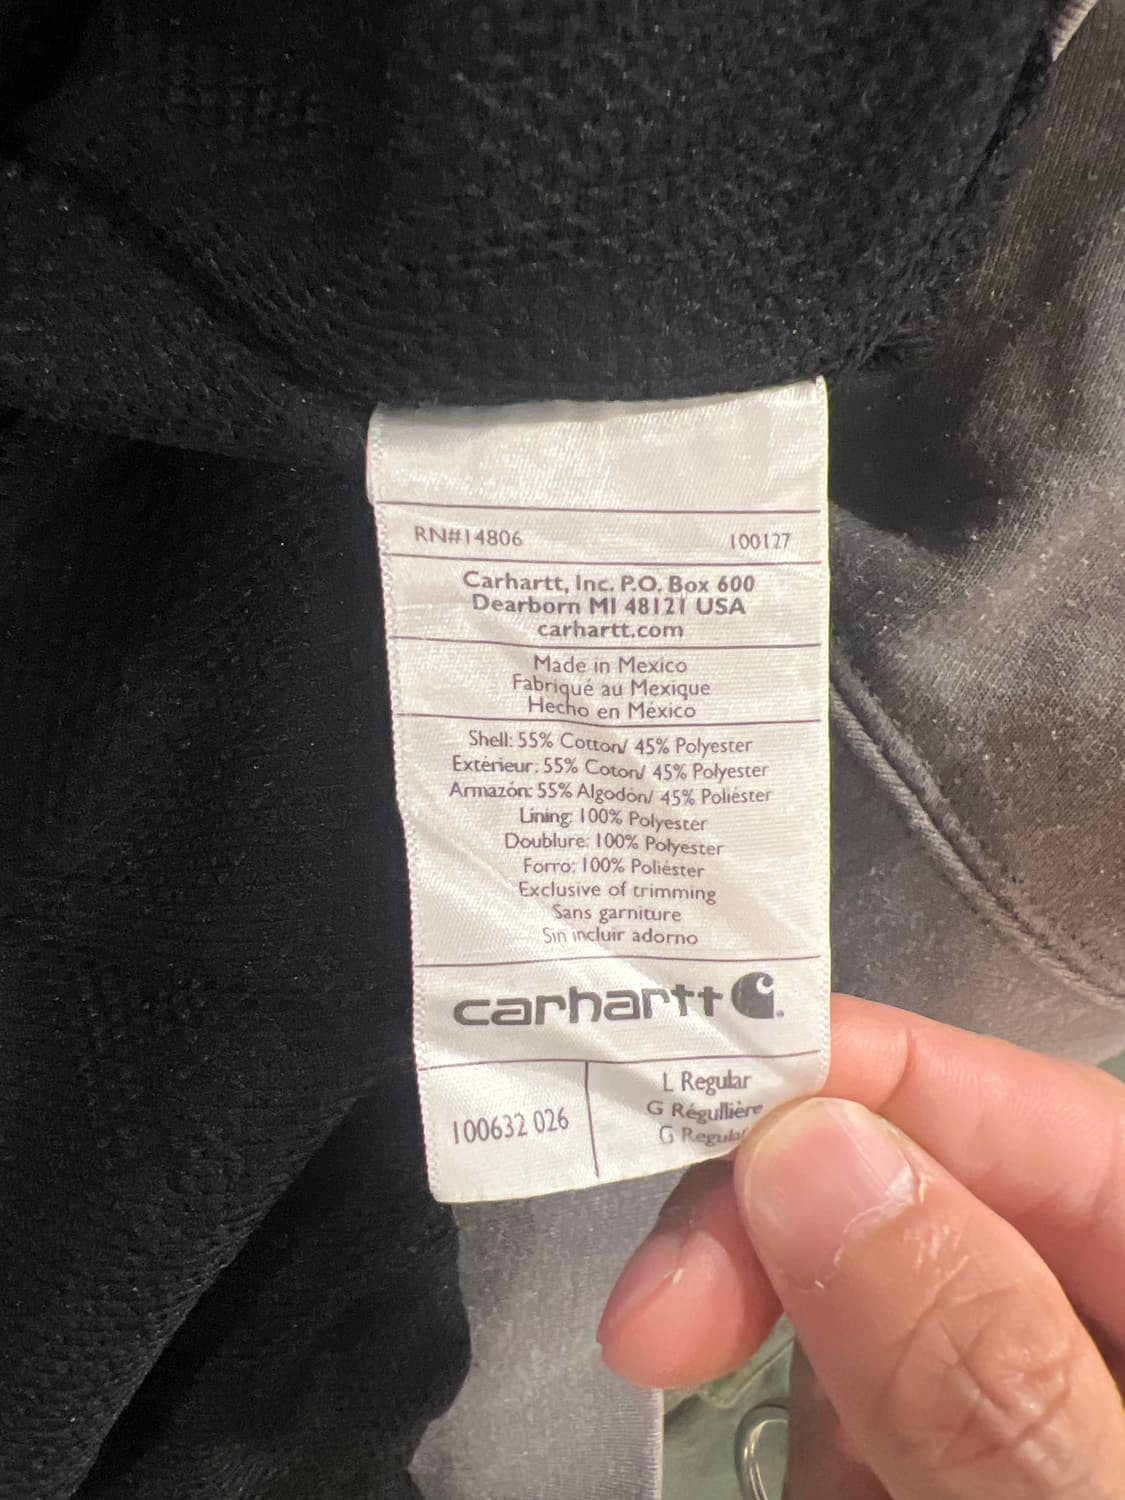 RN#14806 100127
Carhartt, Inc. P.O. Box 600
Dearborn MI 48121 USA
carhartt.com
Made in Mexico
Fabriqué au Mexique
Hecho en México
Shell: 55% Cotton/ 45% Polyester
Extérieur: 55% Coton/ 45% Polyester
Armazón: 55% Algodón/ 45% Poliéster
Lining: 100% Polyester
Doublure: 100% Polyester
Forro: 100% Poliéster
Exclusive of trimming
Sans garniture
Sin incluir adorno
carhartt
100632 026
L Regular
G Régullière
G